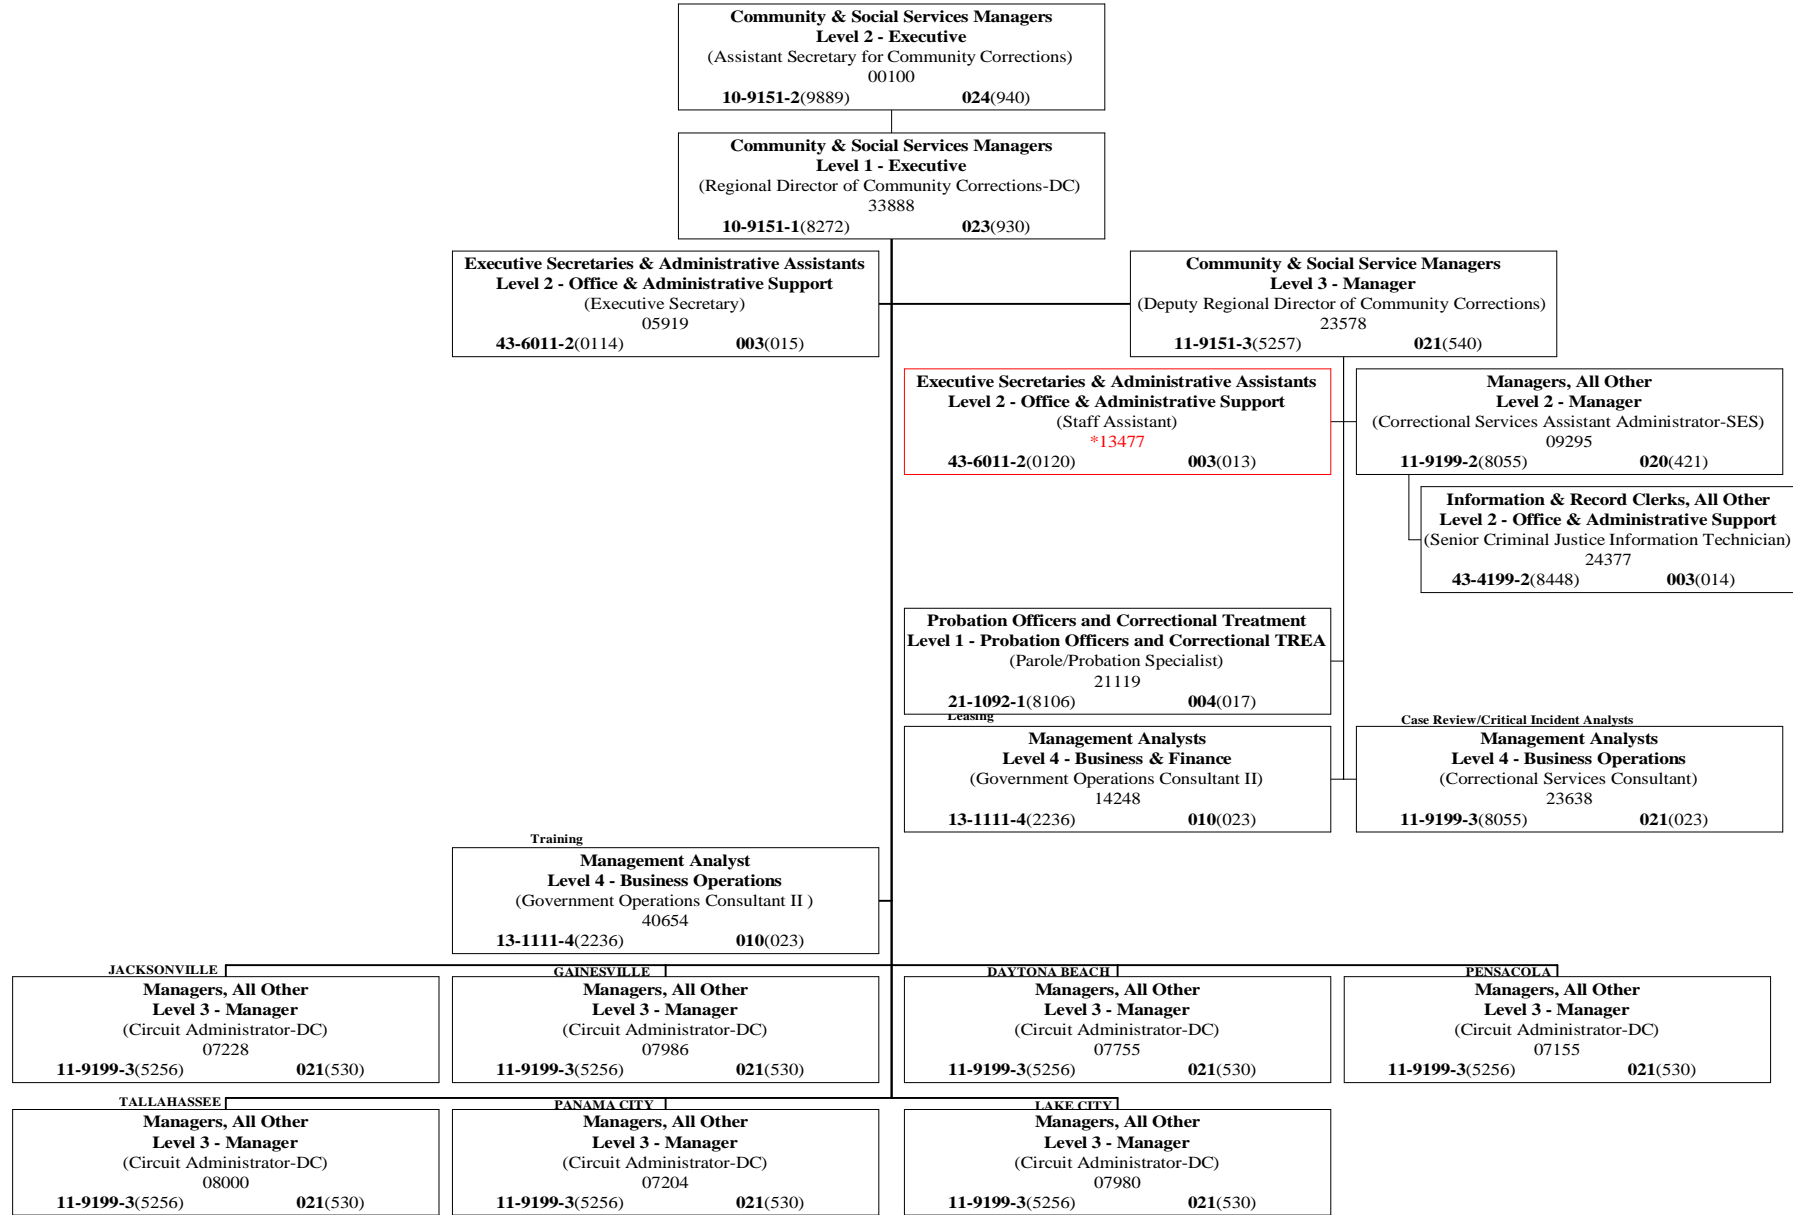 Community & Social Services Managers
Level 2 - Executive
(Assistant Secretary for Community Corrections)
00100
10-9151-2(9889) 024(940)
Community & Social Services Managers
Level 1 - Executive
(Regional Director of Community Corrections-DC)
33888
10-9151-1(8272) 023(930)
Executive Secretaries & Administrative Assistants
Level 2 - Office & Administrative Support
(Executive Secretary)
05919
43-6011-2(0114) 003(015)
Community & Social Service Managers
Level 3 - Manager
(Deputy Regional Director of Community Corrections)
23578
11-9151-3(5257) 021(540)
Executive Secretaries & Administrative Assistants
Level 2 - Office & Administrative Support
(Staff Assistant)
*13477
43-6011-2(0120) 003(013)
Managers, All Other
Level 2 - Manager
(Correctional Services Assistant Administrator-SES)
09295
11-9199-2(8055) 020(421)
Information & Record Clerks, All Other
Level 2 - Office & Administrative Support
(Senior Criminal Justice Information Technician)
24377
43-4199-2(8448) 003(014)
Probation Officers and Correctional Treatment
Level 1 - Probation Officers and Correctional TREA
(Parole/Probation Specialist)
21119
21-1092-1(8106) 004(017)
Leasing
Management Analysts
Level 4 - Business & Finance
(Government Operations Consultant II)
14248
13-1111-4(2236) 010(023)
Case Review/Critical Incident Analysts
Management Analysts
Level 4 - Business Operations
(Correctional Services Consultant)
23638
11-9199-3(8055) 021(023)
Training
Management Analyst
Level 4 - Business Operations
(Government Operations Consultant II )
40654
13-1111-4(2236) 010(023)
JACKSONVILLE
Managers, All Other
Level 3 - Manager
(Circuit Administrator-DC)
07228
11-9199-3(5256) 021(530)
GAINESVILLE
Managers, All Other
Level 3 - Manager
(Circuit Administrator-DC)
07986
11-9199-3(5256) 021(530)
DAYTONA BEACH
Managers, All Other
Level 3 - Manager
(Circuit Administrator-DC)
07755
11-9199-3(5256) 021(530)
PENSACOLA
Managers, All Other
Level 3 - Manager
(Circuit Administrator-DC)
07155
11-9199-3(5256) 021(530)
TALLAHASSEE
Managers, All Other
Level 3 - Manager
(Circuit Administrator-DC)
08000
11-9199-3(5256) 021(530)
PANAMA CITY
Managers, All Other
Level 3 - Manager
(Circuit Administrator-DC)
07204
11-9199-3(5256) 021(530)
LAKE CITY
Managers, All Other
Level 3 - Manager
(Circuit Administrator-DC)
07980
11-9199-3(5256) 021(530)